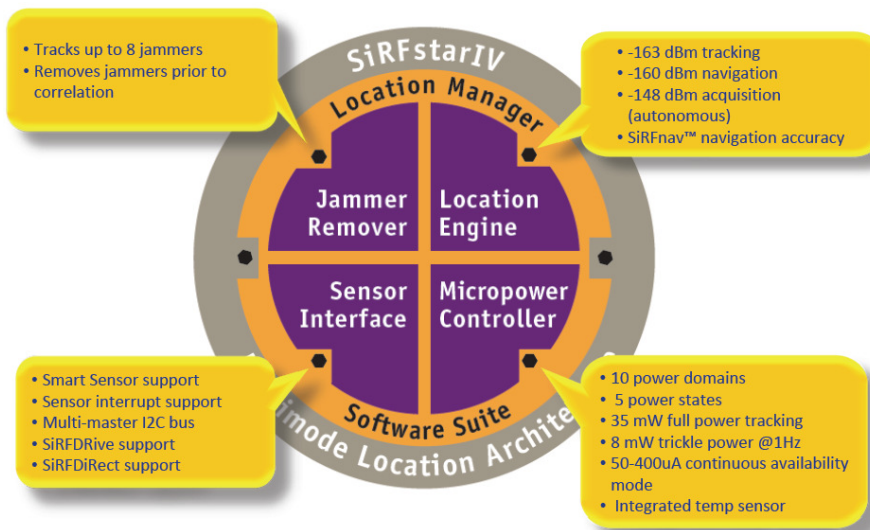 • Tracks up to 8 jammers
• Removes jammers prior to
correlation
SiRFstarIV
Location Manager
• -163 dBm tracking
• -160 dBm navigation
• -148 dBm acquisition
(autonomous)
• SiRFnav™ navigation accuracy
Jammer
Remover
Location
Engine
Sensor
Interface
Micropower
Controller
• Smart Sensor support
• Sensor interrupt support
• Multi-master I2C bus
• SiRFDRive support
• SiRFDiRect support
Software Suite
Location
• 10 power domains
• 5 power states
• 35 mW full power tracking
• 8 mW trickle power @1Hz
• 50-400uA continuous availability
mode
• Integrated temp sensor